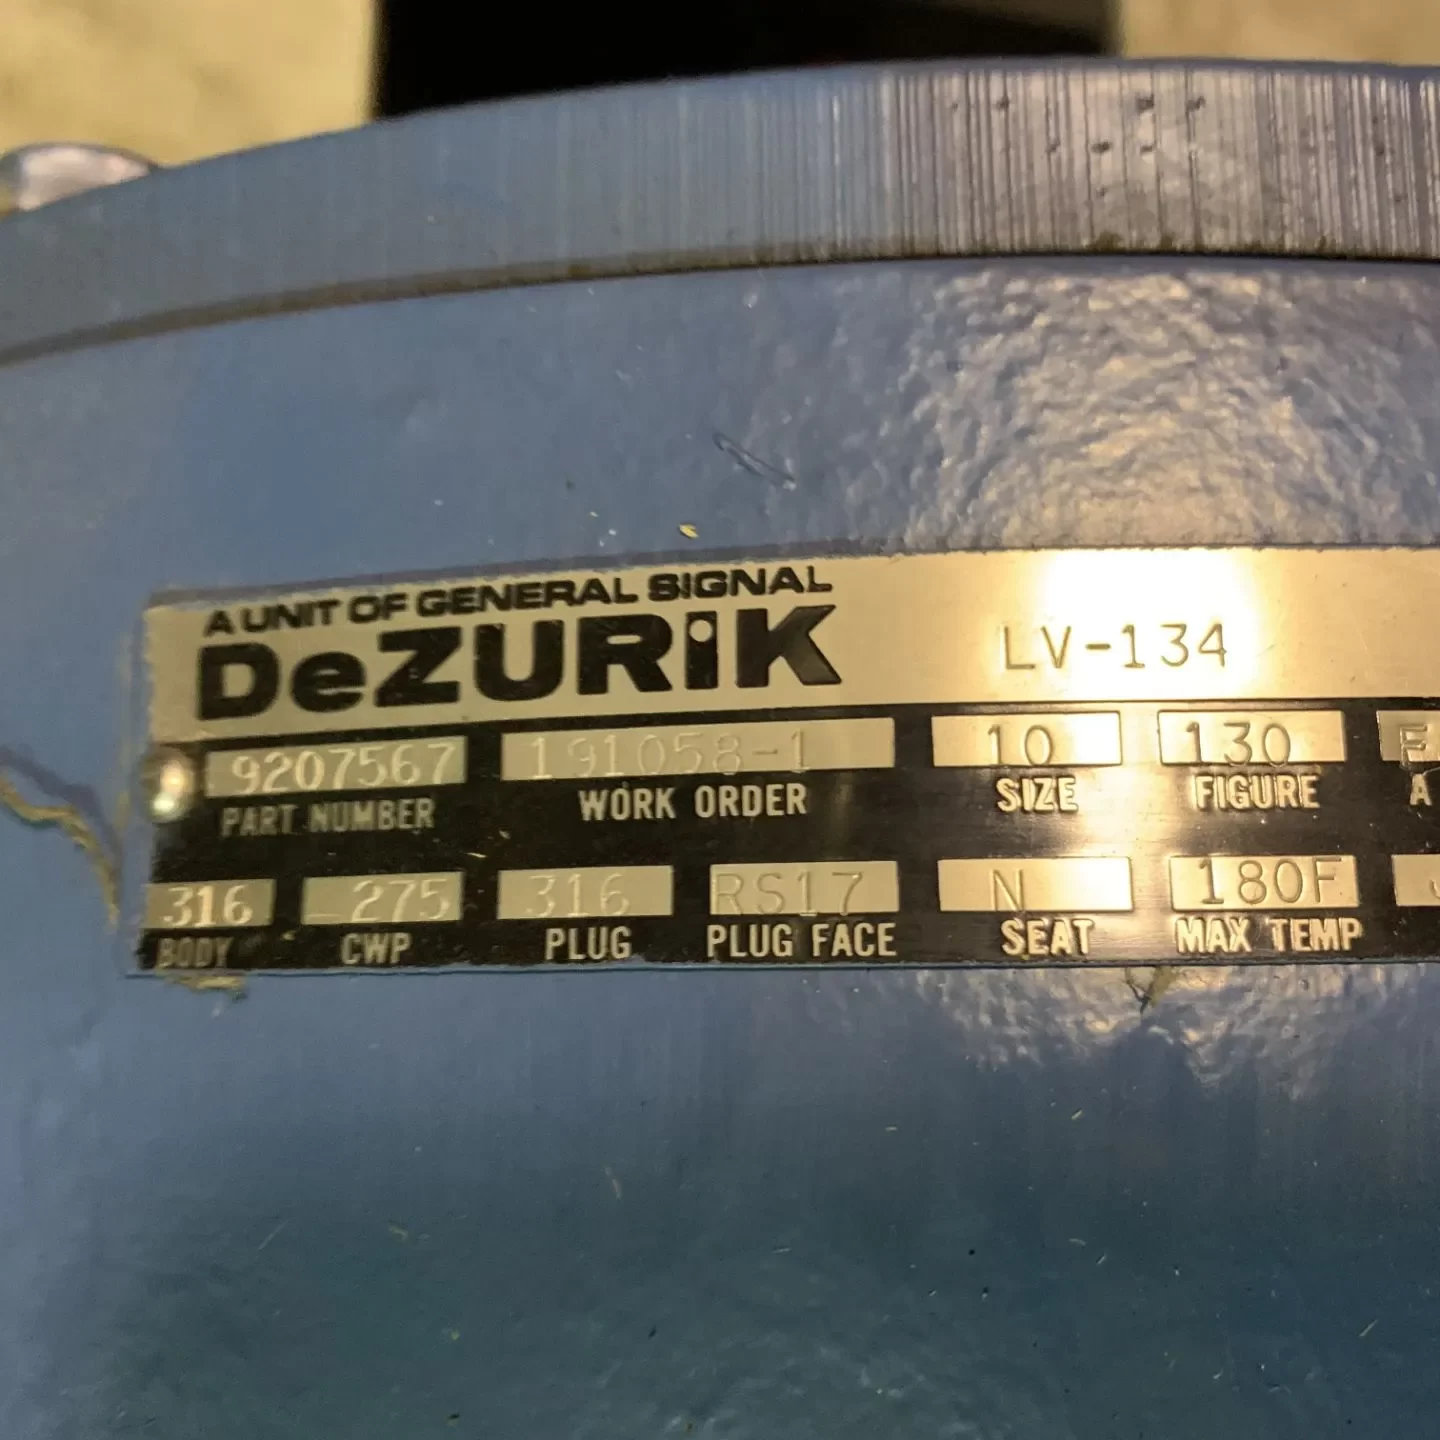 A UNIT OF GENERAL SIGNAL
DeZURiK LV-134
9207567 191058-1 10 130
PART NUMBER WORK ORDER SIZE FIGURE A
316 275 316 RS17 N 180F
BODY CWP PLUG PLUG FACE SEAT MAX TEMP